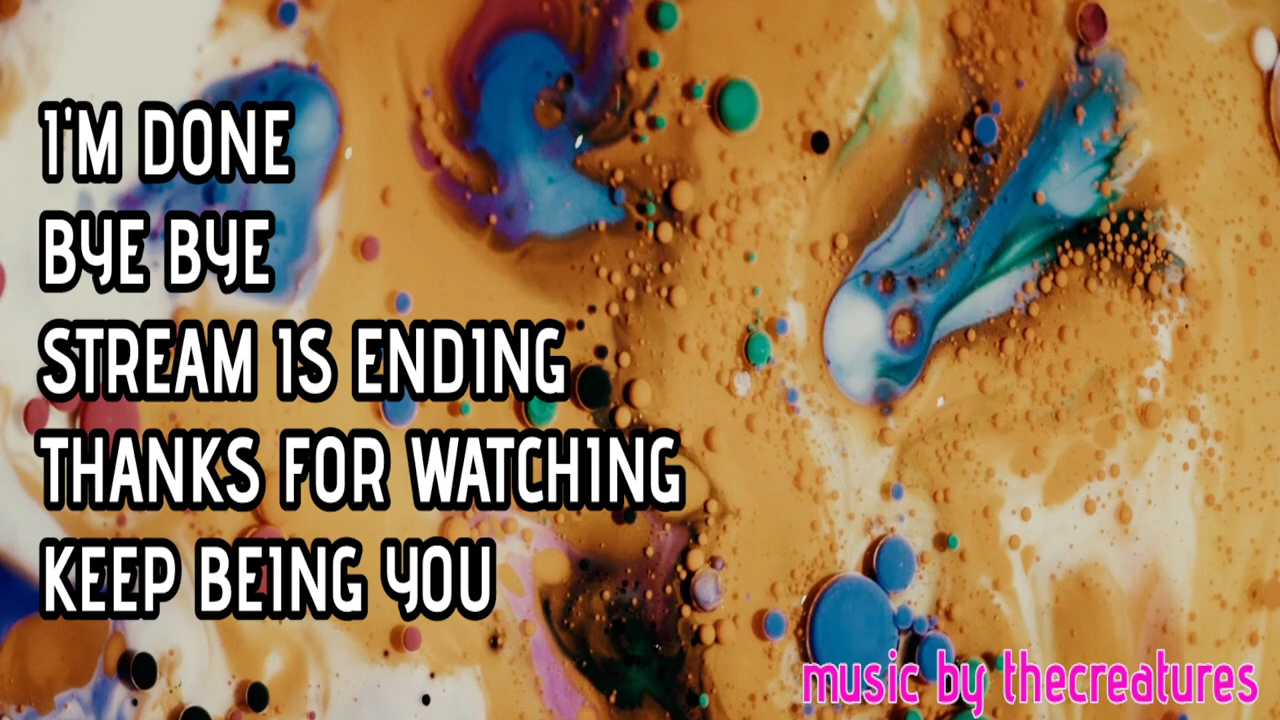 I'M DONE
BYE BYE
STREAM IS ENDING
THANKS FOR WATCHING
KEEP BEING YOU
music by thecreatures